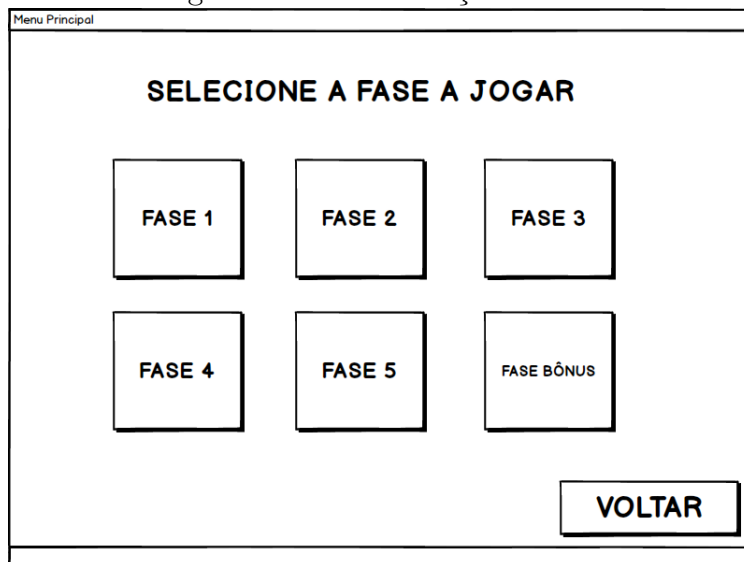 Menu Principal
SELECIONE A FASE A JOGAR
FASE 1
FASE 2
FASE 3
FASE 4
FASE 5
FASE BÔNUS
VOLTAR